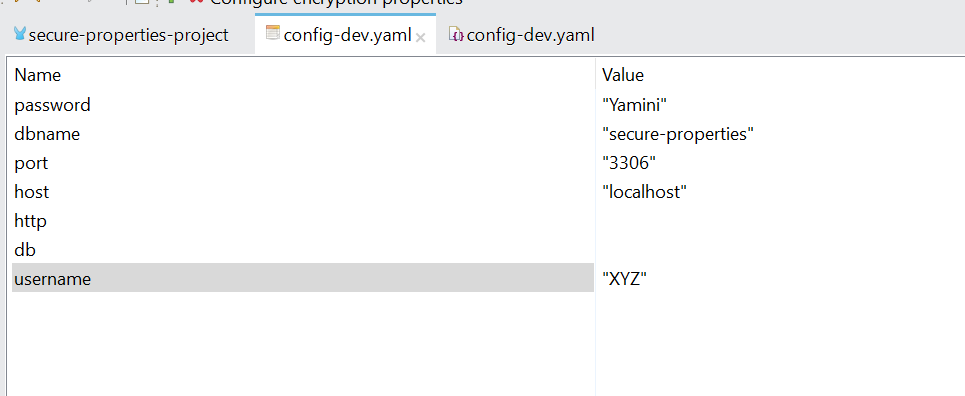 Configure encryption properties
secure-properties-project config-dev.yaml config-dev.yaml
Name Value
password "Yamini"
dbname "secure-properties"
port "3306"
host "localhost"
http
db
username "XYZ"